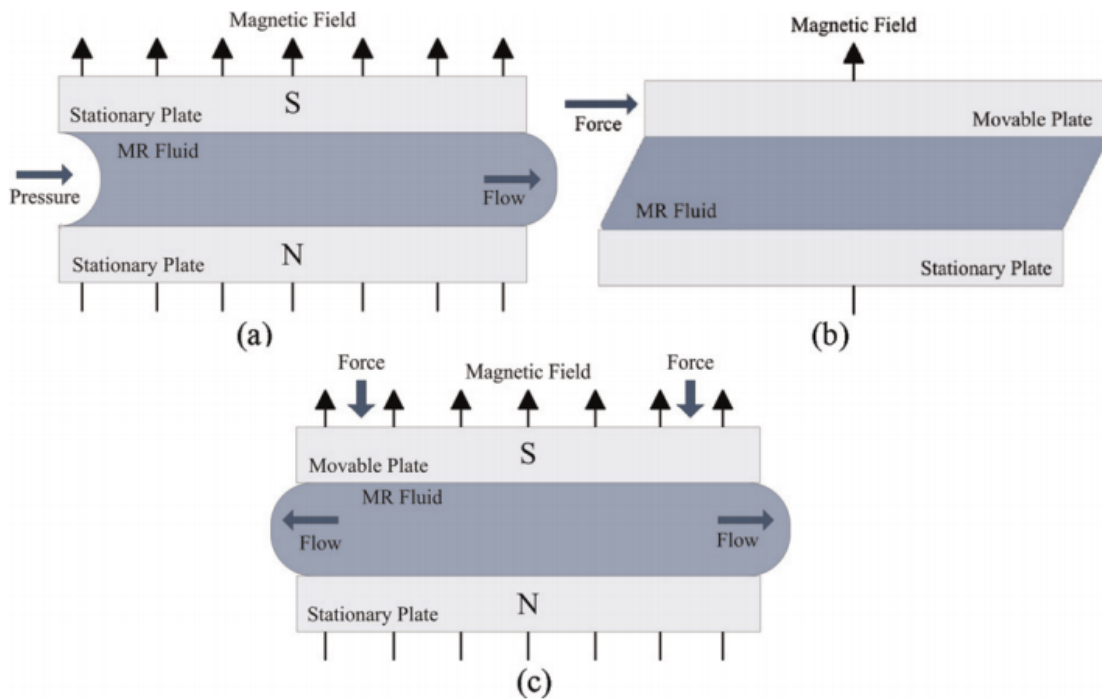 Magnetic Field
S
Stationary Plate
MR Fluid
Pressure
Flow
N
Stationary Plate
(a)
Magnetic Field
Force
Movable Plate
MR Fluid
Stationary Plate
(b)
Force
Magnetic Field
Force
S
Movable Plate
MR Fluid
Flow
Flow
N
Stationary Plate
(c)